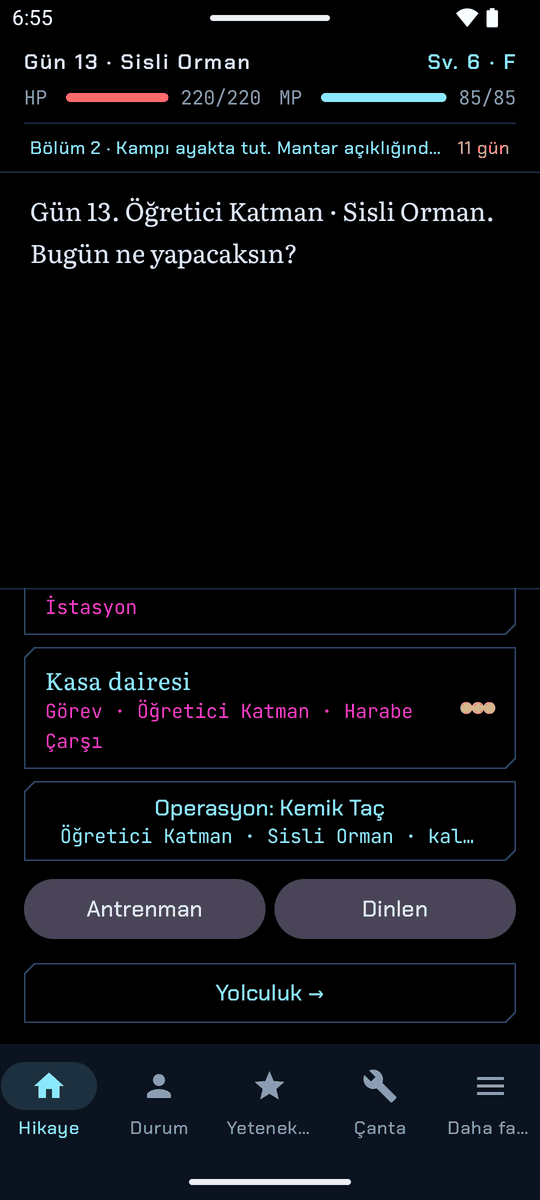 6:55
Gün 13 · Sisli Orman
Sv. 6 · F
HP 220/220 MP 85/85
Bölüm 2 · Kampı ayakta tut. Mantar açıklığınd… 11 gün
Gün 13. Öğretici Katman · Sisli Orman.
Bugün ne yapacaksın?
İstasyon
Kasa dairesi
Görev · Öğretici Katman · Harabe
Çarşı
Operasyon: Kemik Taç
Öğretici Katman · Sisli Orman · kal…
Antrenman
Dinlen
Yolculuk →
Hikaye
Durum
Yetenek…
Çanta
Daha fa…